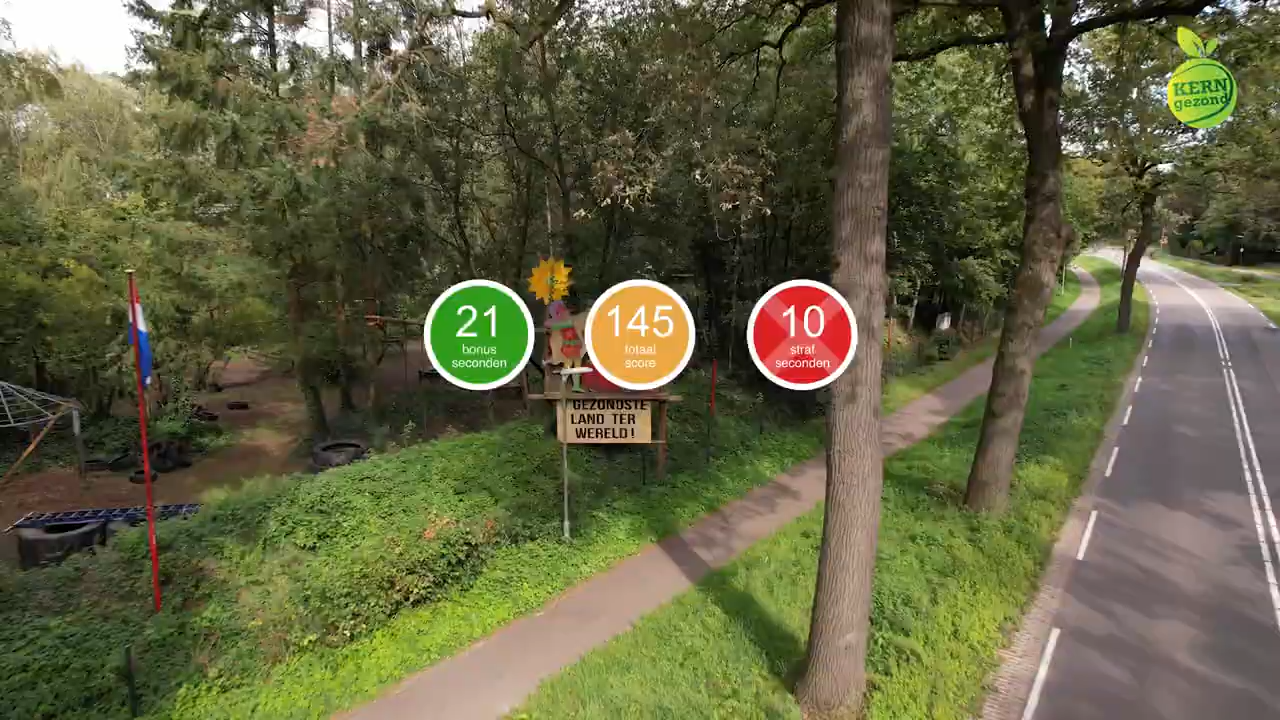 KERN
gezond
21
bonus
seconden
145
totaal
score
10
straf
seconden
GEZONDSTE
LAND TER
WERELD!